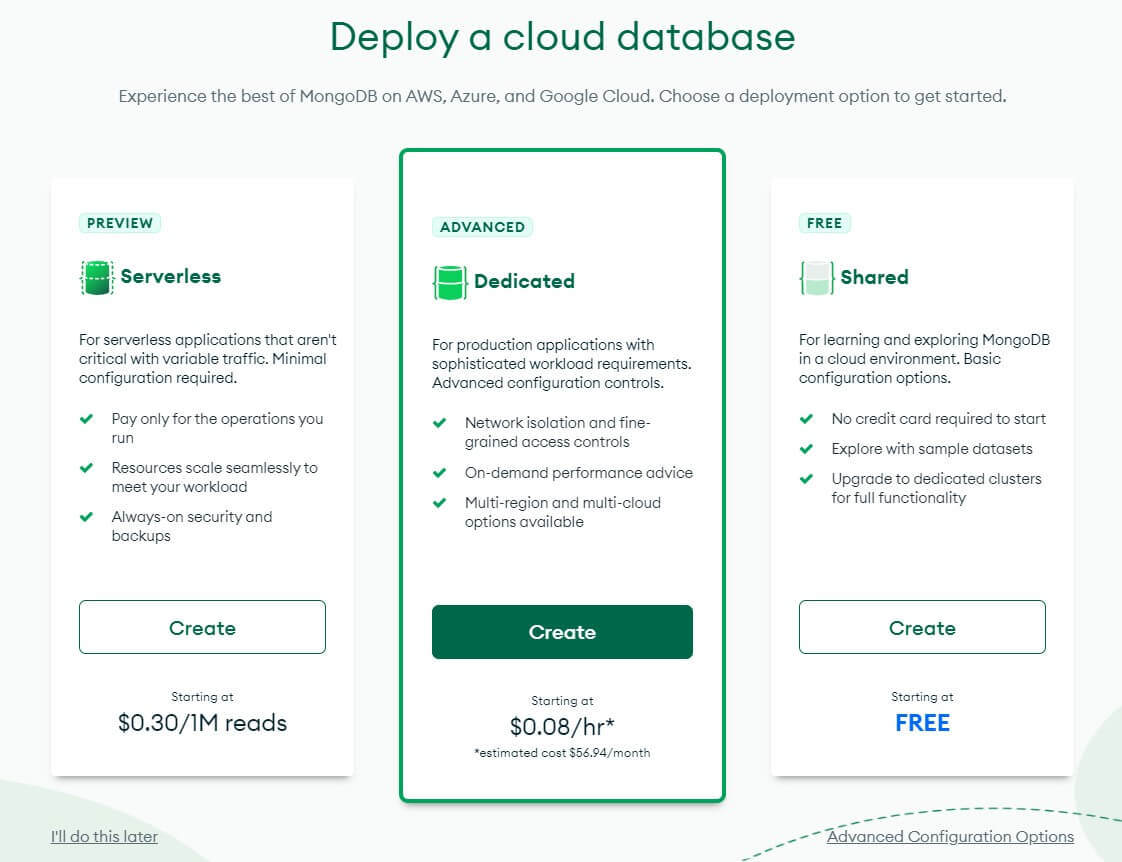 Deploy a cloud database
Experience the best of MongoDB on AWS, Azure, and Google Cloud. Choose a deployment option to get started.
PREVIEW
Serverless
For serverless applications that aren't
critical with variable traffic. Minimal
configuration required.
Pay only for the operations you
run
Resources scale seamlessly to
meet your workload
Always-on security and
backups
Create
Starting at
$0.30/1M reads
ADVANCED
Dedicated
For production applications with
sophisticated workload requirements.
Advanced configuration controls.
Network isolation and fine-
grained access controls
On-demand performance advice
Multi-region and multi-cloud
options available
Create
Starting at
$0.08/hr*
*estimated cost $56.94/month
FREE
Shared
For learning and exploring MongoDB
in a cloud environment. Basic
configuration options.
No credit card required to start
Explore with sample datasets
Upgrade to dedicated clusters
for full functionality
Create
Starting at
FREE
I'll do this later
Advanced Configuration Options